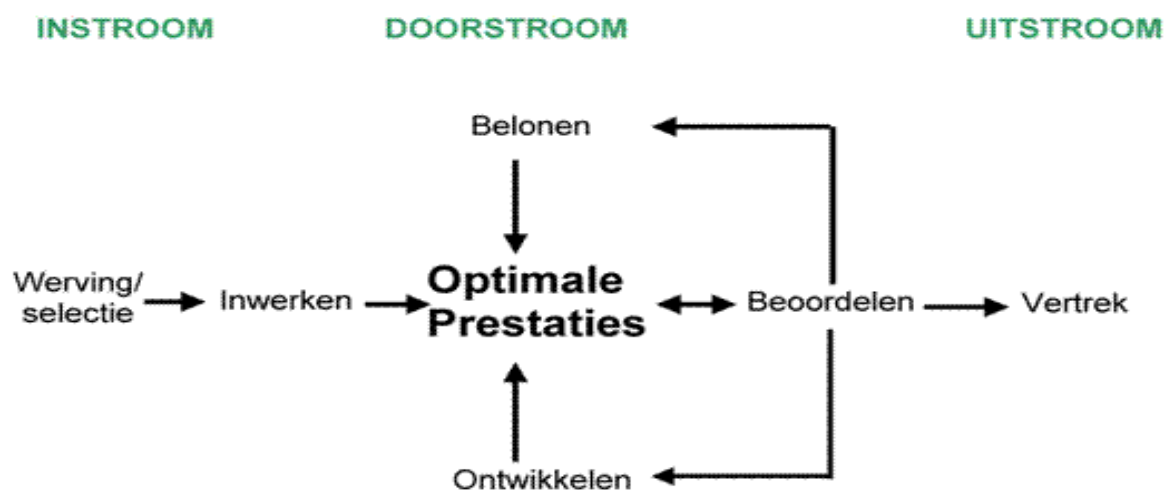 INSTROOM
DOORSTROOM
UITSTROOM
Belonen
Werving/
selectie
Inwerken
Optimale
Prestaties
Beoordelen
Vertrek
Ontwikkelen